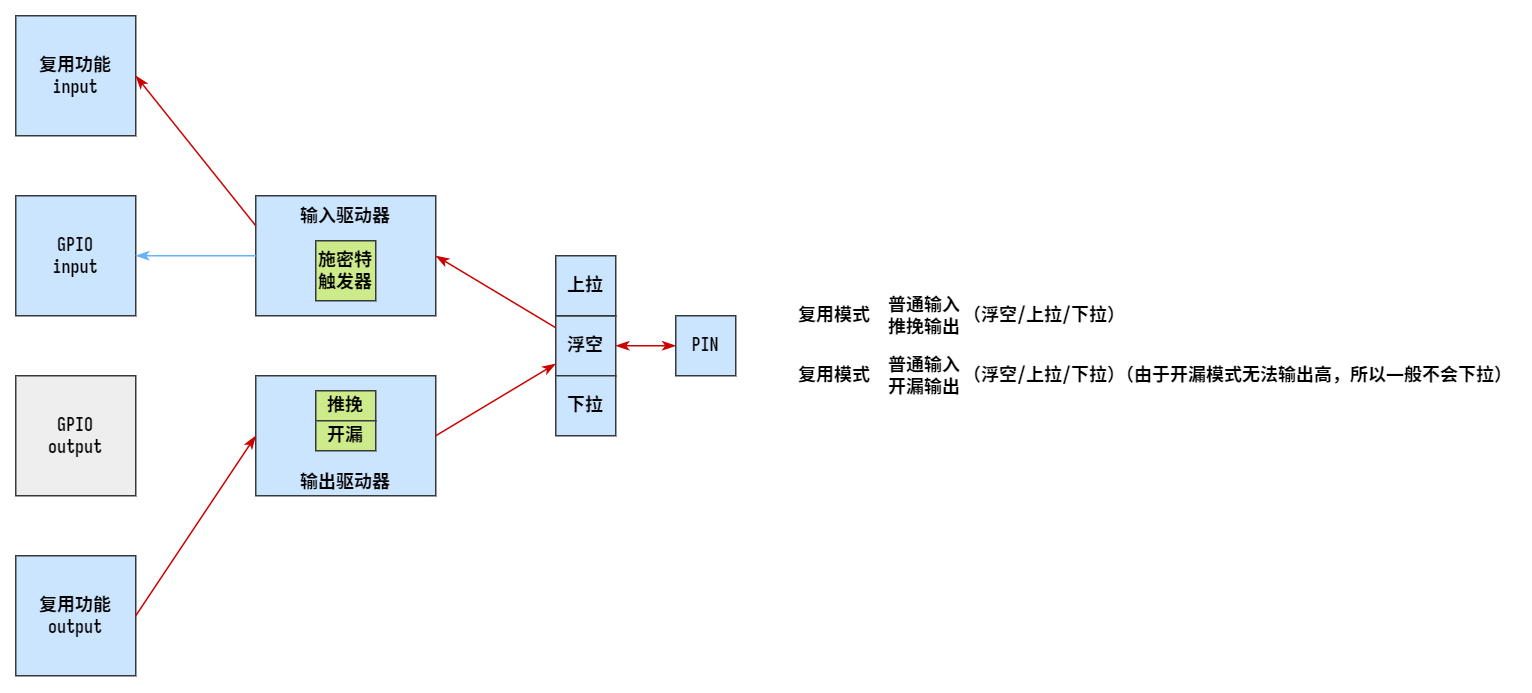 复用功能
input
GPIO
input
输入驱动器
施密特
触发器
上拉
浮空
下拉
PIN
GPIO
output
推挽
开漏
输出驱动器
复用功能
output
复用模式
普通输入
推挽输出
（浮空/上拉/下拉）
复用模式
普通输入
开漏输出
（浮空/上拉/下拉）（由于开漏模式无法输出高，所以一般不会下拉）